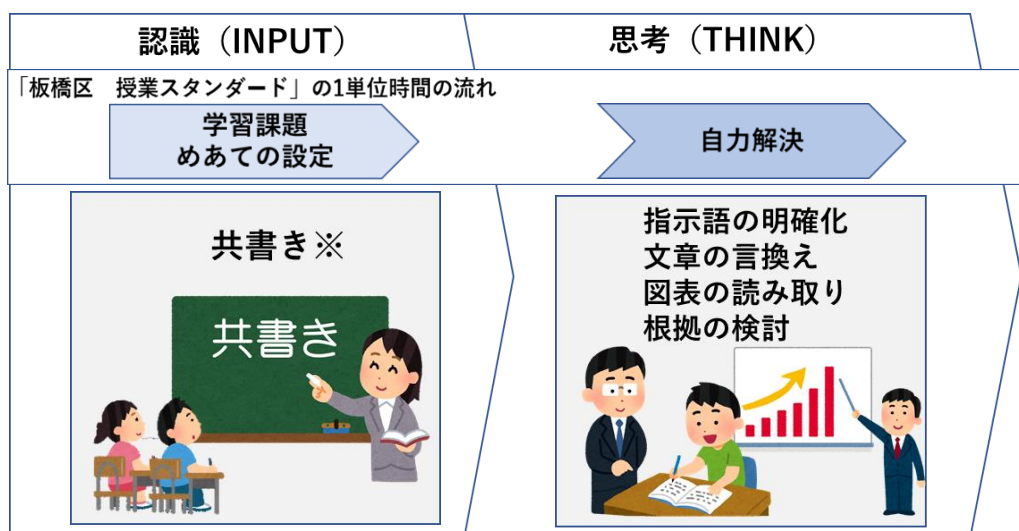 認識（INPUT）
思考（THINK）
「板橋区　授業スタンダード」の1単位時間の流れ
学習課題
めあての設定
自力解決
共書き※
共書き
指示語の明確化
文章の言換え
図表の読み取り
根拠の検討